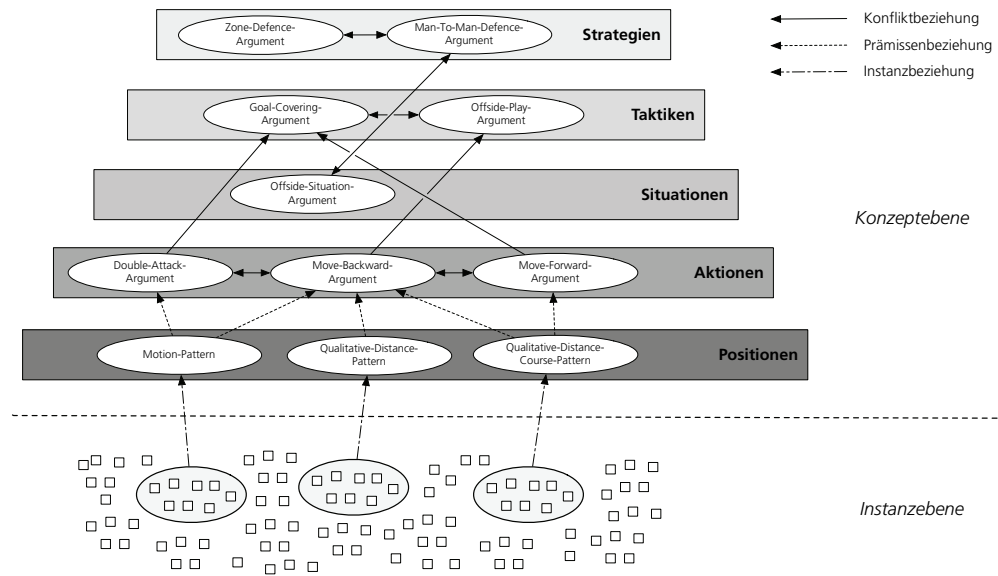 Zone-Defence-
Argument
Man-To-Man-Defence-
Argument
Strategien
Konfliktbeziehung
Prämissenbeziehung
Instanzbeziehung
Goal-Covering-
Argument
Offside-Play-
Argument
Taktiken
Offside-Situation-
Argument
Situationen
Konzeptebene
Double-Attack-
Argument
Move-Backward-
Argument
Move-Forward-
Argument
Aktionen
Motion-Pattern
Qualitative-Distance-
Pattern
Qualitative-Distance-
Course-Pattern
Positionen
Instanzebene